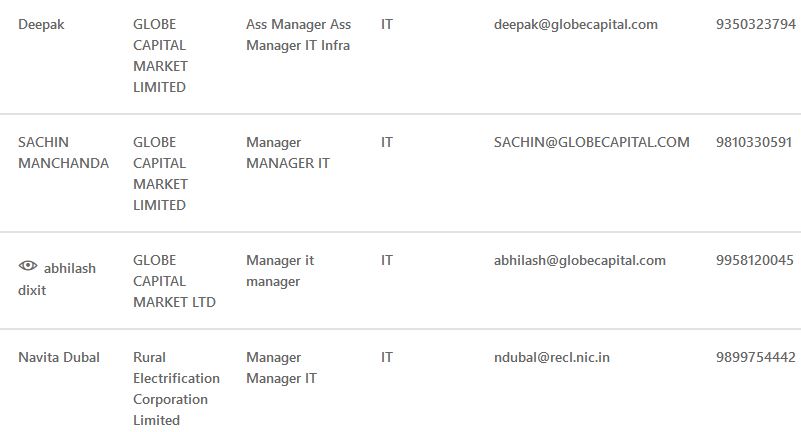 Deepak GLOBE Ass Manager Ass IT deepak@globecapital.com 9350323794
CAPITAL Manager IT Infra
MARKET
LIMITED
SACHIN GLOBE Manager IT SACHIN@GLOBECAPITAL.COM 9810330591
MANCHANDA CAPITAL MANAGER IT
MARKET
LIMITED
abhilash GLOBE Manager it IT abhilash@globecapital.com 9958120045
dixit CAPITAL manager
MARKET LTD
Navita Dubal Rural Manager IT ndubal@recl.nic.in 9899754442
Electrification Manager IT
Corporation
Limited